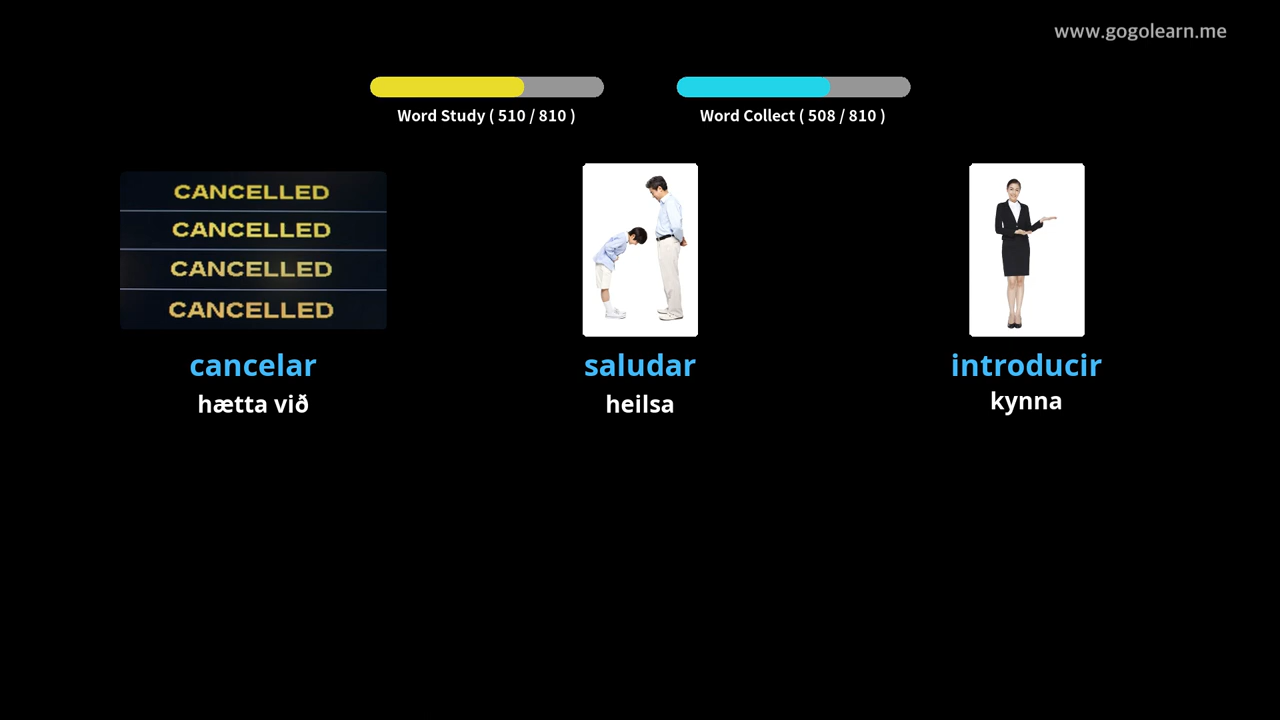 www.gogolearn.me
Word Study ( 510 / 810 )
Word Collect ( 508 / 810 )
CANCELLED
CANCELLED
CANCELLED
CANCELLED
cancelar
hætta við
saludar
heilsa
introducir
kynna